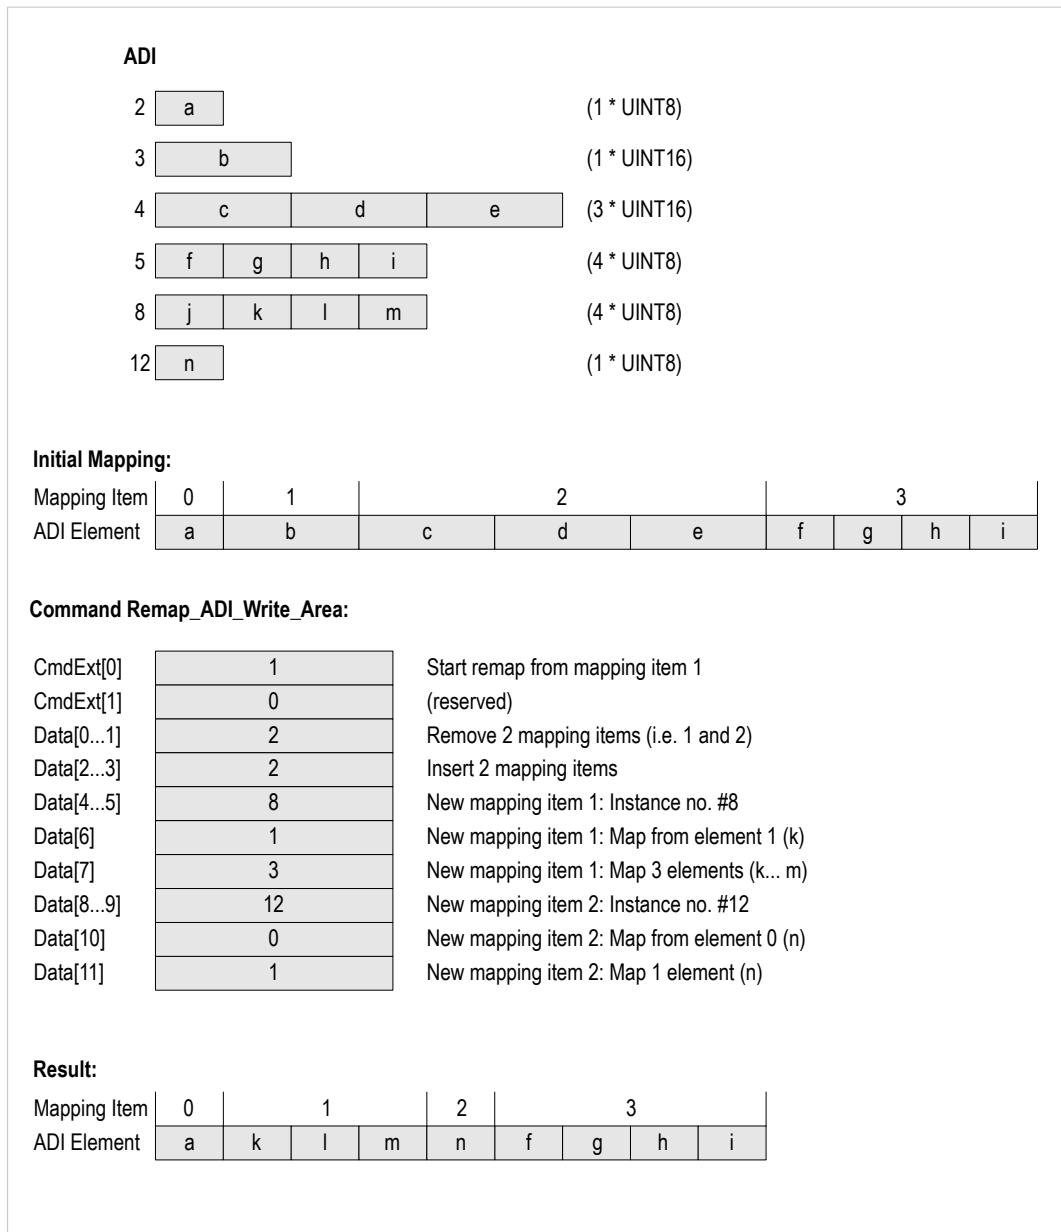 ADI
2 a (1 * UINT8)
3 b (1 * UINT16)
4 c d e (3 * UINT16)
5 f g h i (4 * UINT8)
8 j k l m (4 * UINT8)
12 n (1 * UINT8)
Initial Mapping:
Mapping Item 0 1 2 3
ADI Element a b c d e f g h i
Command Remap_ADI_Write_Area:
CmdExt[0] 1 Start remap from mapping item 1
CmdExt[1] 0 (reserved)
Data[0...1] 2 Remove 2 mapping items (i.e. 1 and 2)
Data[2...3] 2 Insert 2 mapping items
Data[4...5] 8 New mapping item 1: Instance no. #8
Data[6] 1 New mapping item 1: Map from element 1 (k)
Data[7] 3 New mapping item 1: Map 3 elements (k... m)
Data[8...9] 12 New mapping item 2: Instance no. #12
Data[10] 0 New mapping item 2: Map from element 0 (n)
Data[11] 1 New mapping item 2: Map 1 element (n)
Result:
Mapping Item 0 1 2 3
ADI Element a k l m n f g h i